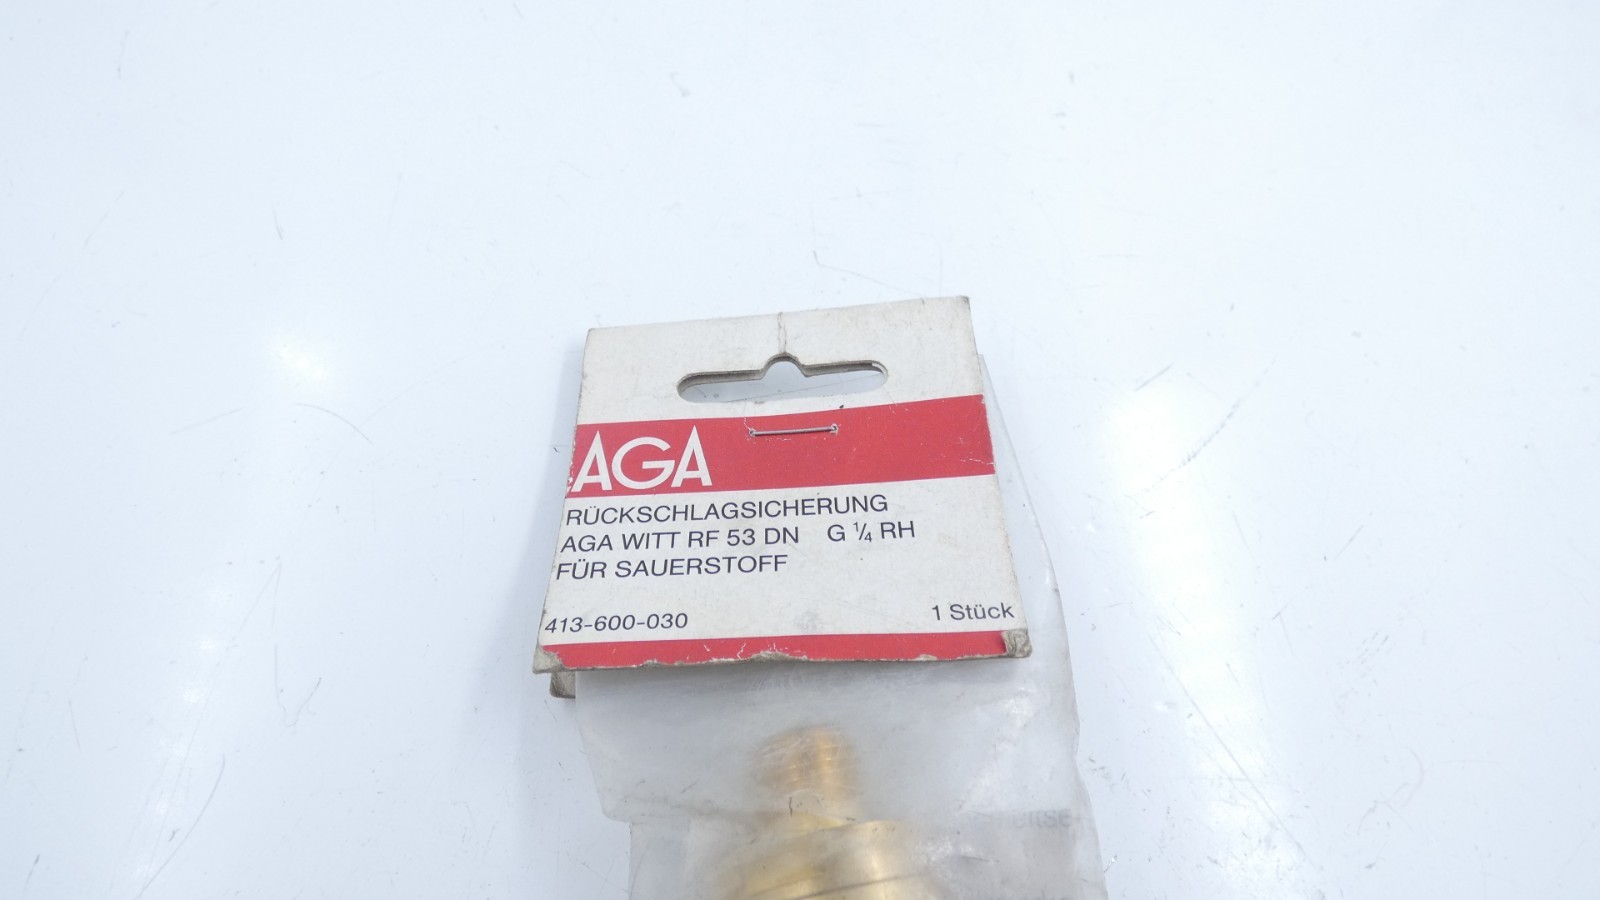 AGA
RÜCKSCHLAGSICHERUNG
AGA WITT RF 53 DN G 1/4 RH
FÜR SAUERSTOFF
413-600-030 1 Stück